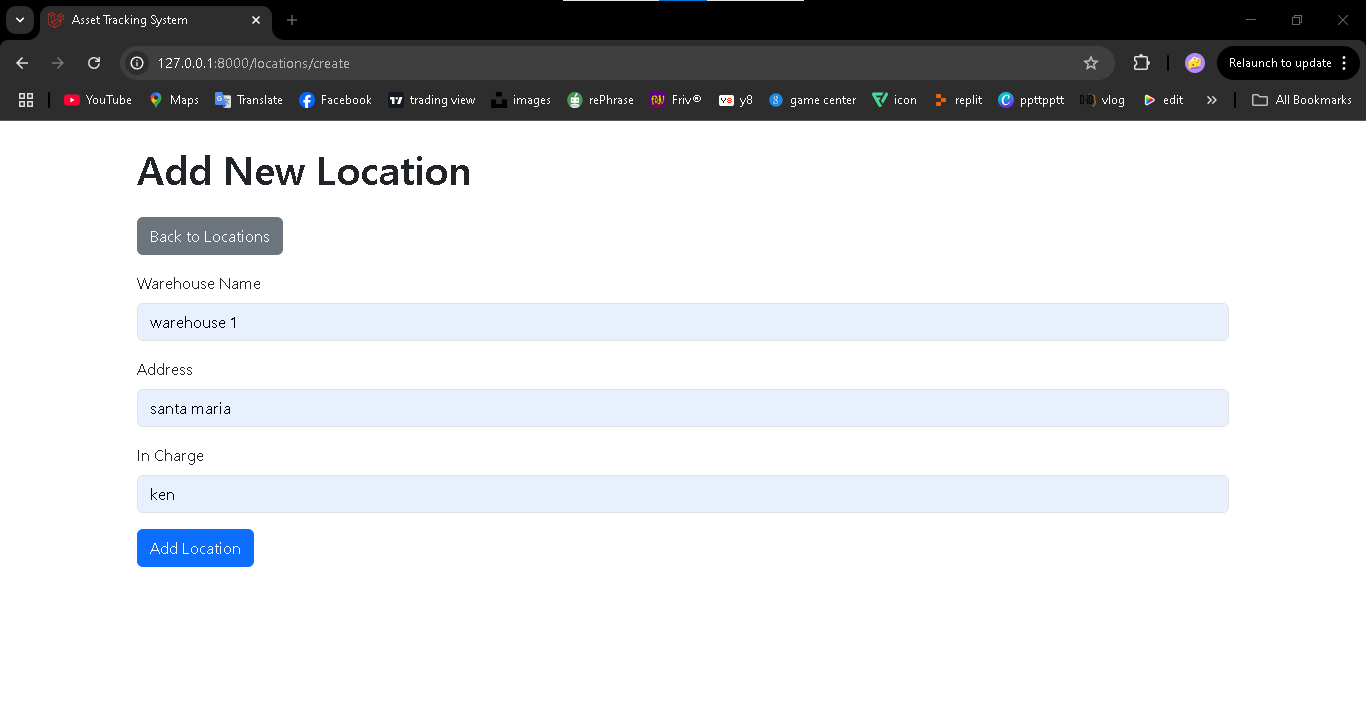 Asset Tracking System
127.0.0.1:8000/locations/create
Relaunch to update
YouTube Maps Translate Facebook trading view images rePhrase Friv® y8 game center icon replit ppttpptt vlog edit » All Bookmarks
Add New Location
Back to Locations
Warehouse Name
warehouse 1
Address
santa maria
In Charge
ken
Add Location